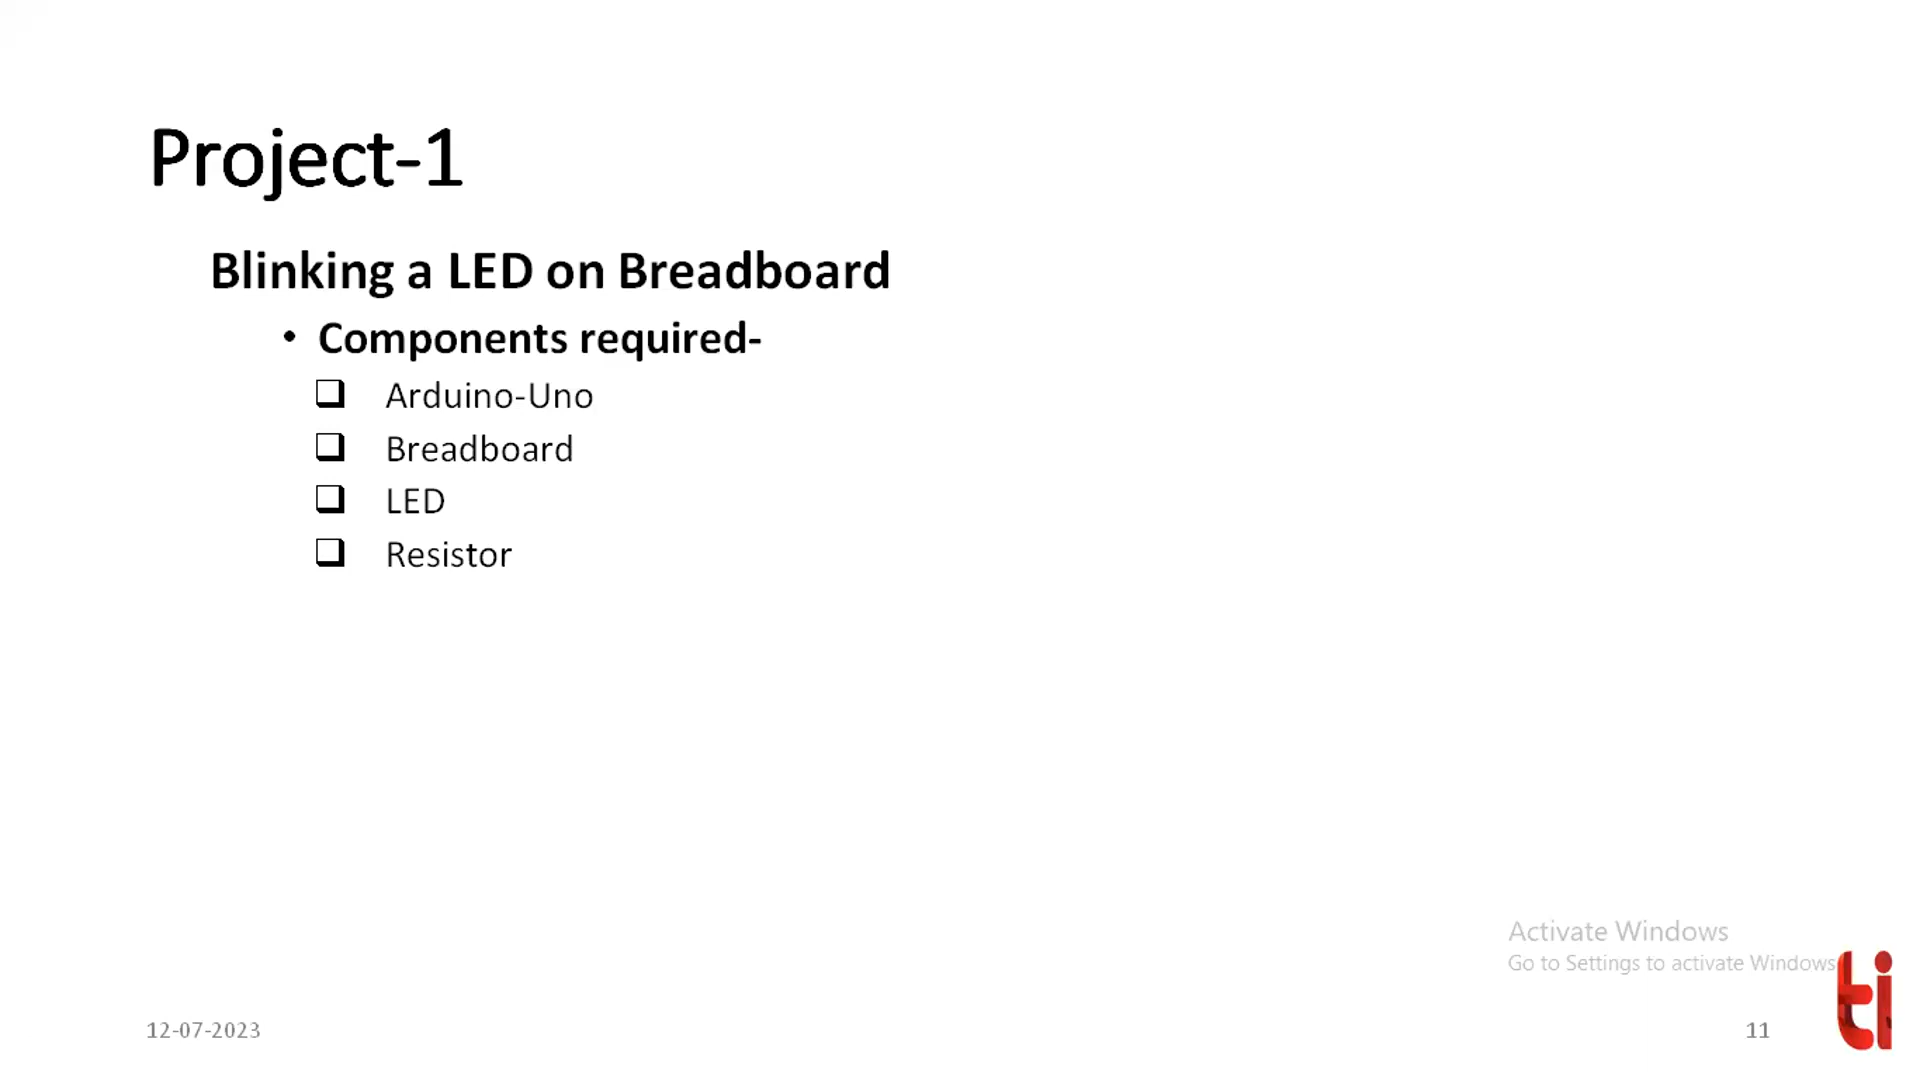 Project-1
Blinking a LED on Breadboard
• Components required-
❑ Arduino-Uno
❑ Breadboard
❑ LED
❑ Resistor
Activate Windows
Go to Settings to activate Windows
12-07-2023
11
ti